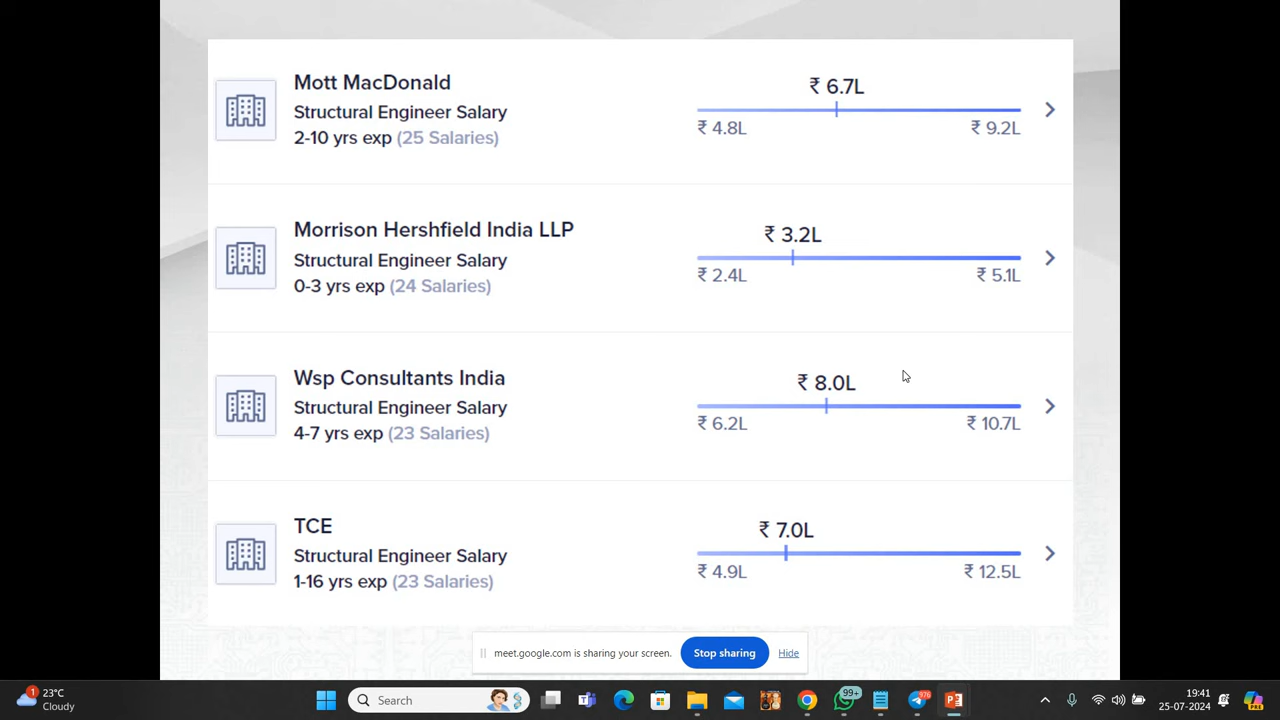 Mott MacDonald
Structural Engineer Salary
2-10 yrs exp (25 Salaries)
₹ 6.7L
₹ 4.8L
₹ 9.2L
Morrison Hershfield India LLP
Structural Engineer Salary
0-3 yrs exp (24 Salaries)
₹ 3.2L
₹ 2.4L
₹ 5.1L
Wsp Consultants India
Structural Engineer Salary
4-7 yrs exp (23 Salaries)
₹ 8.0L
₹ 6.2L
₹ 10.7L
TCE
Structural Engineer Salary
1-16 yrs exp (23 Salaries)
₹ 7.0L
₹ 4.9L
₹ 12.5L
meet.google.com is sharing your screen.
Stop sharing
Hide
1
23°C
Cloudy
Search
99+
976
PRE
19:41
25-07-2024